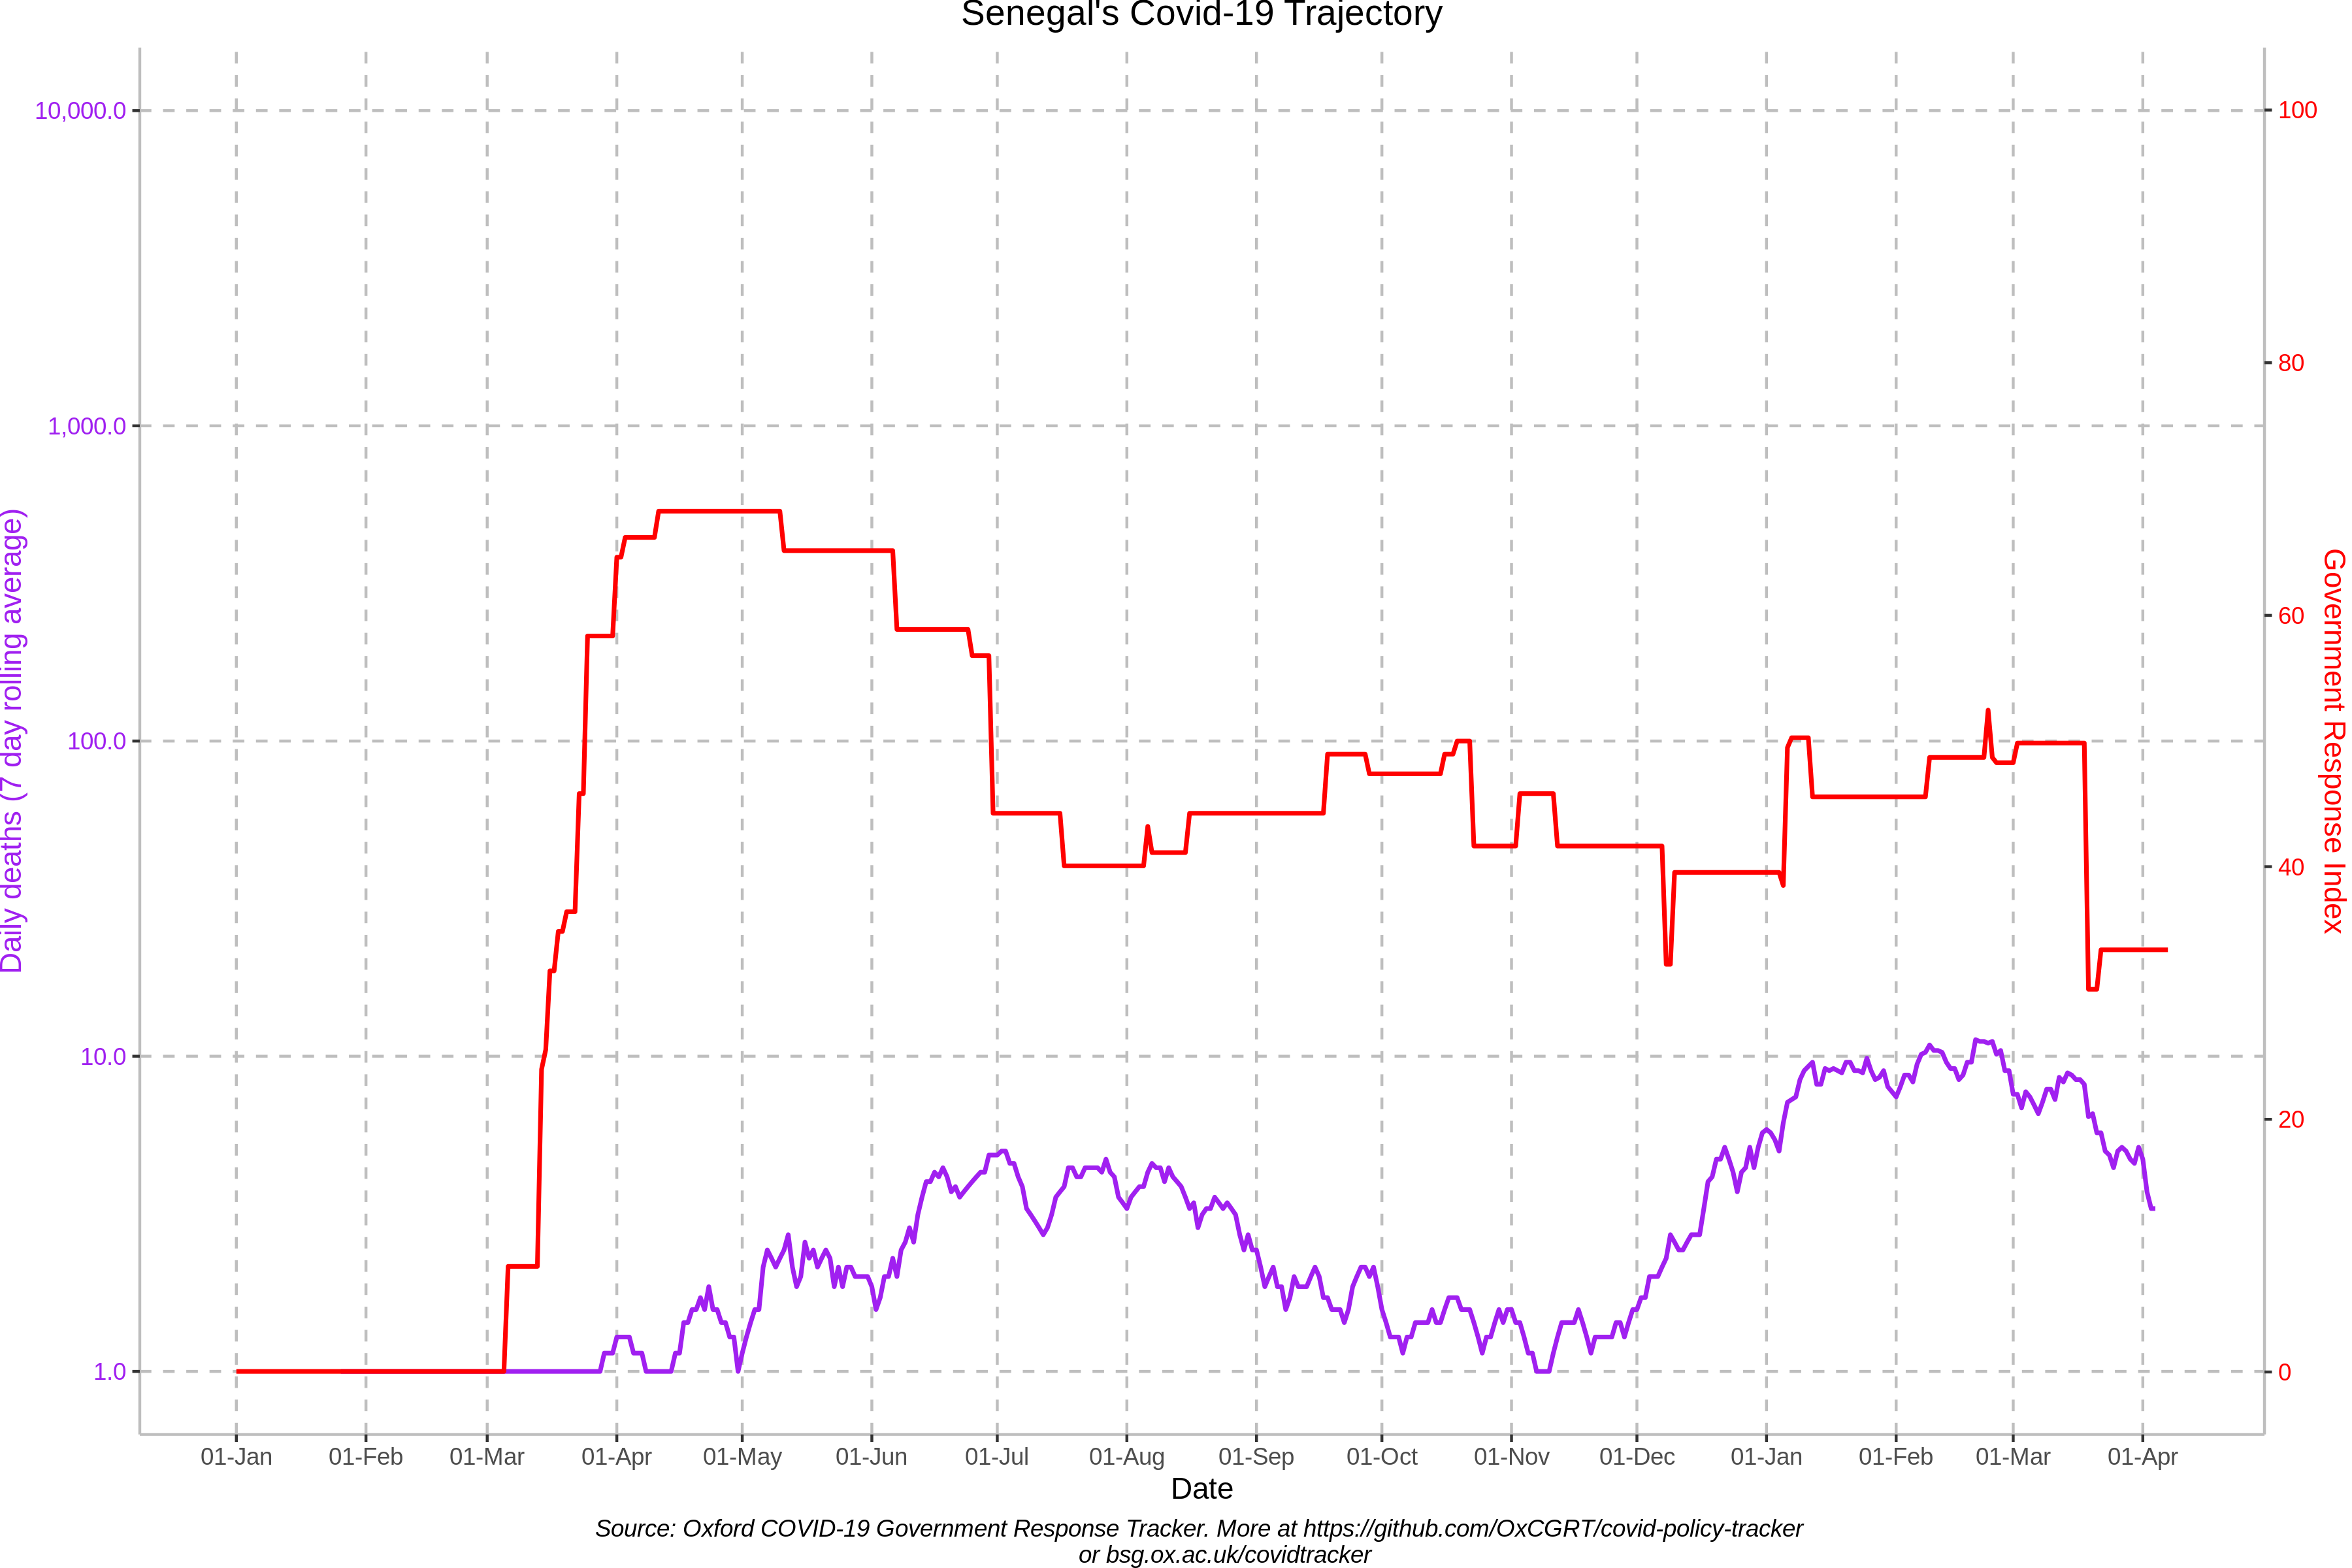 Senegal's Covid-19 Trajectory
10,000.0
1,000.0
100.0
10.0
1.0
Daily deaths (7 day rolling average)
100
80
60
40
20
0
Government Response Index
01-Jan 01-Feb 01-Mar 01-Apr 01-May 01-Jun 01-Jul 01-Aug 01-Sep 01-Oct 01-Nov 01-Dec 01-Jan 01-Feb 01-Mar 01-Apr
Date
Source: Oxford COVID-19 Government Response Tracker. More at https://github.com/OxCGRT/covid-policy-tracker
or bsg.ox.ac.uk/covidtracker